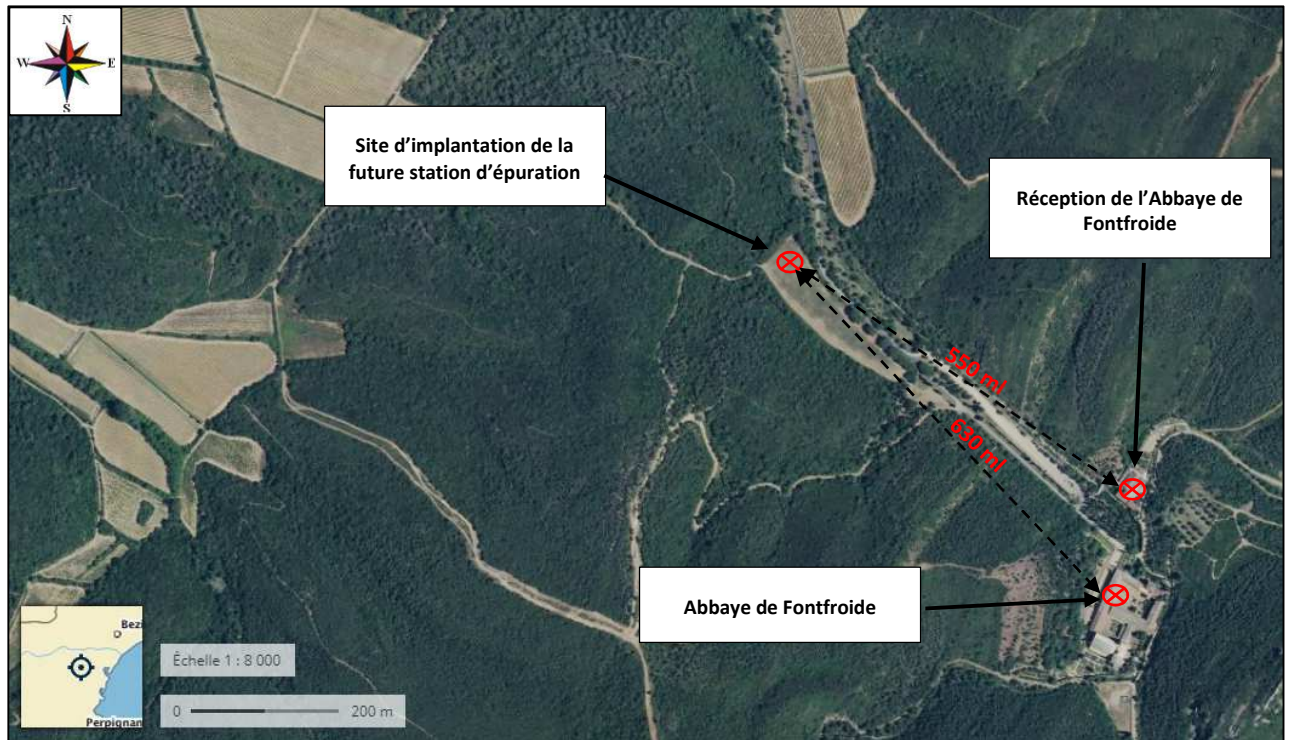 N
W E
S
Site d'implantation de la
future station d'épuration
Réception de l'Abbaye de
Fontfroide
550 ml
630 ml
Abbaye de Fontfroide
Bezi
Perpignan
Échelle 1 : 8 000
0 200 m